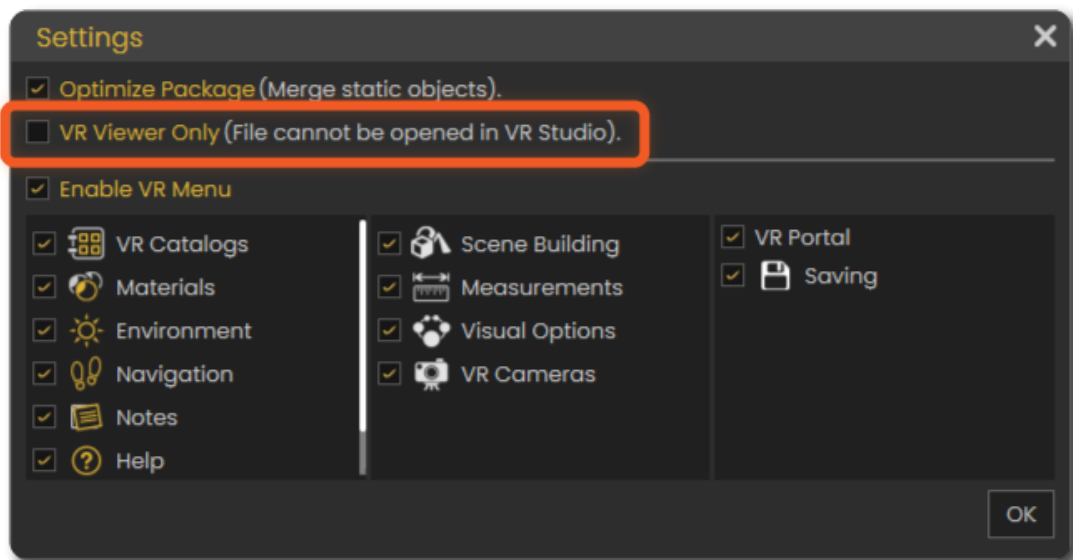 Settings
Optimize Package (Merge static objects).
VR Viewer Only (File cannot be opened in VR Studio).
Enable VR Menu
VR Catalogs
Materials
Environment
Navigation
Notes
Help
Scene Building
Measurements
Visual Options
VR Cameras
VR Portal
Saving
OK